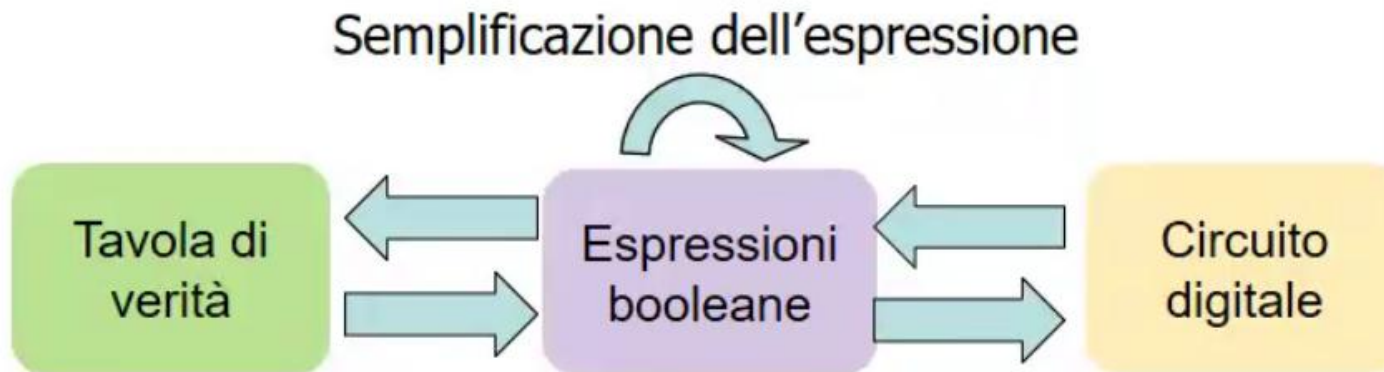 Semplificazione dell'espressione
Tavola di
verità
Espressioni
booleane
Circuito
digitale